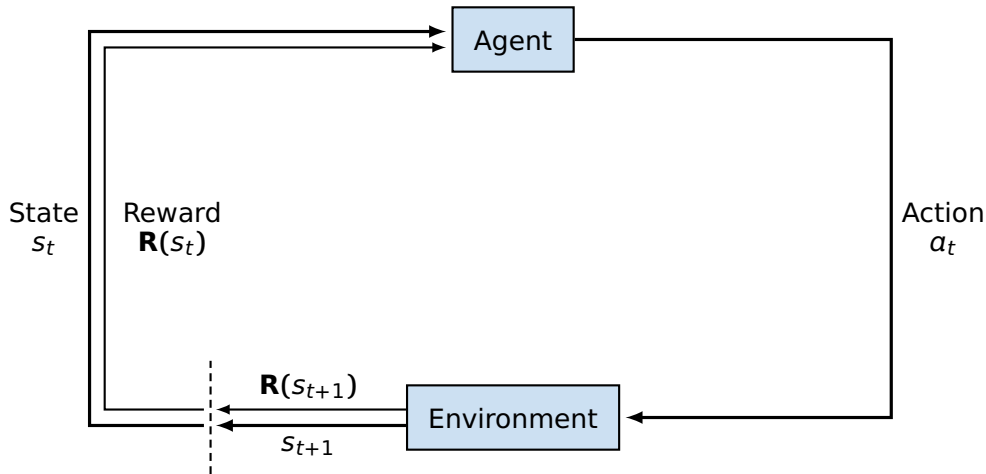 Agent
State
s_t
Reward
R(s_t)
Action
a_t
R(s_{t+1})
Environment
s_{t+1}